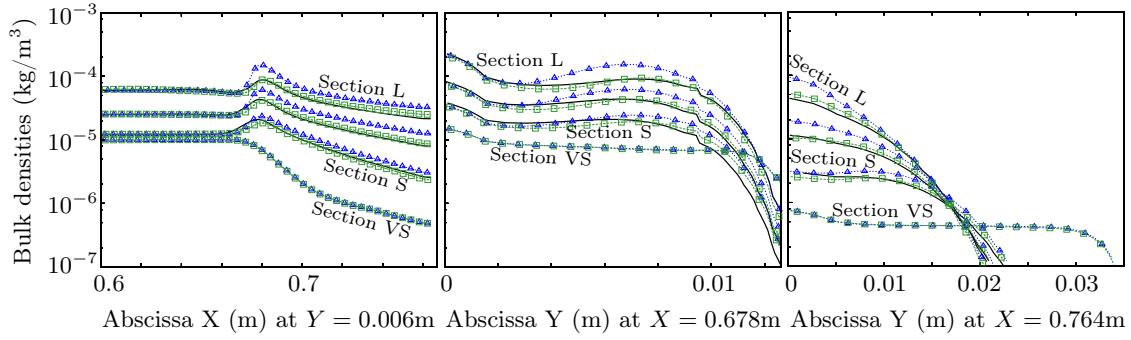 Bulk densities (kg/m³)
10⁻³
10⁻⁴
10⁻⁵
10⁻⁶
10⁻⁷
Section L
Section S
Section VS
0.6
0.7
Abscissa X (m) at Y = 0.006m
Section L
Section S
Section VS
0
0.01
Abscissa Y (m) at X = 0.678m
Section L
Section S
Section VS
0
0.01
0.02
0.03
Abscissa Y (m) at X = 0.764m